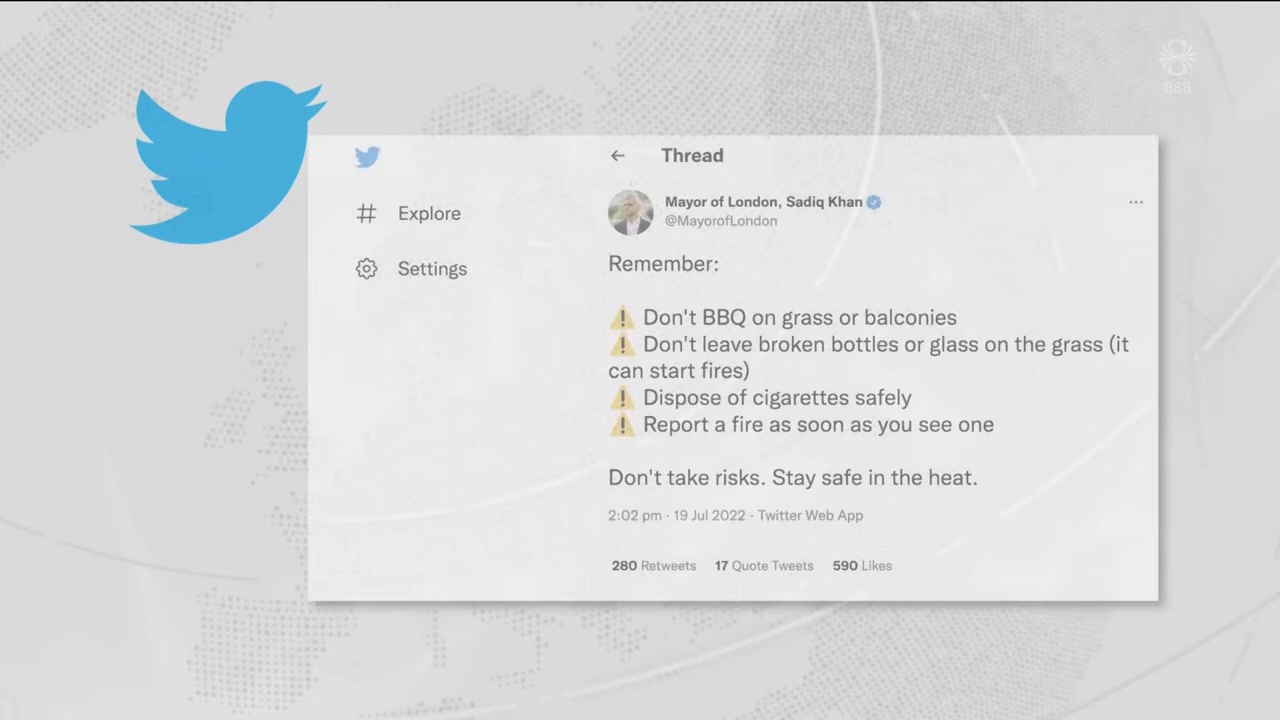 888
Thread
Mayor of London, Sadiq Khan
@MayorofLondon
Explore
Settings
Remember:
⚠️ Don't BBQ on grass or balconies
⚠️ Don't leave broken bottles or glass on the grass (it
can start fires)
⚠️ Dispose of cigarettes safely
⚠️ Report a fire as soon as you see one
Don't take risks. Stay safe in the heat.
2:02 pm · 19 Jul 2022 · Twitter Web App
280 Retweets 17 Quote Tweets 590 Likes